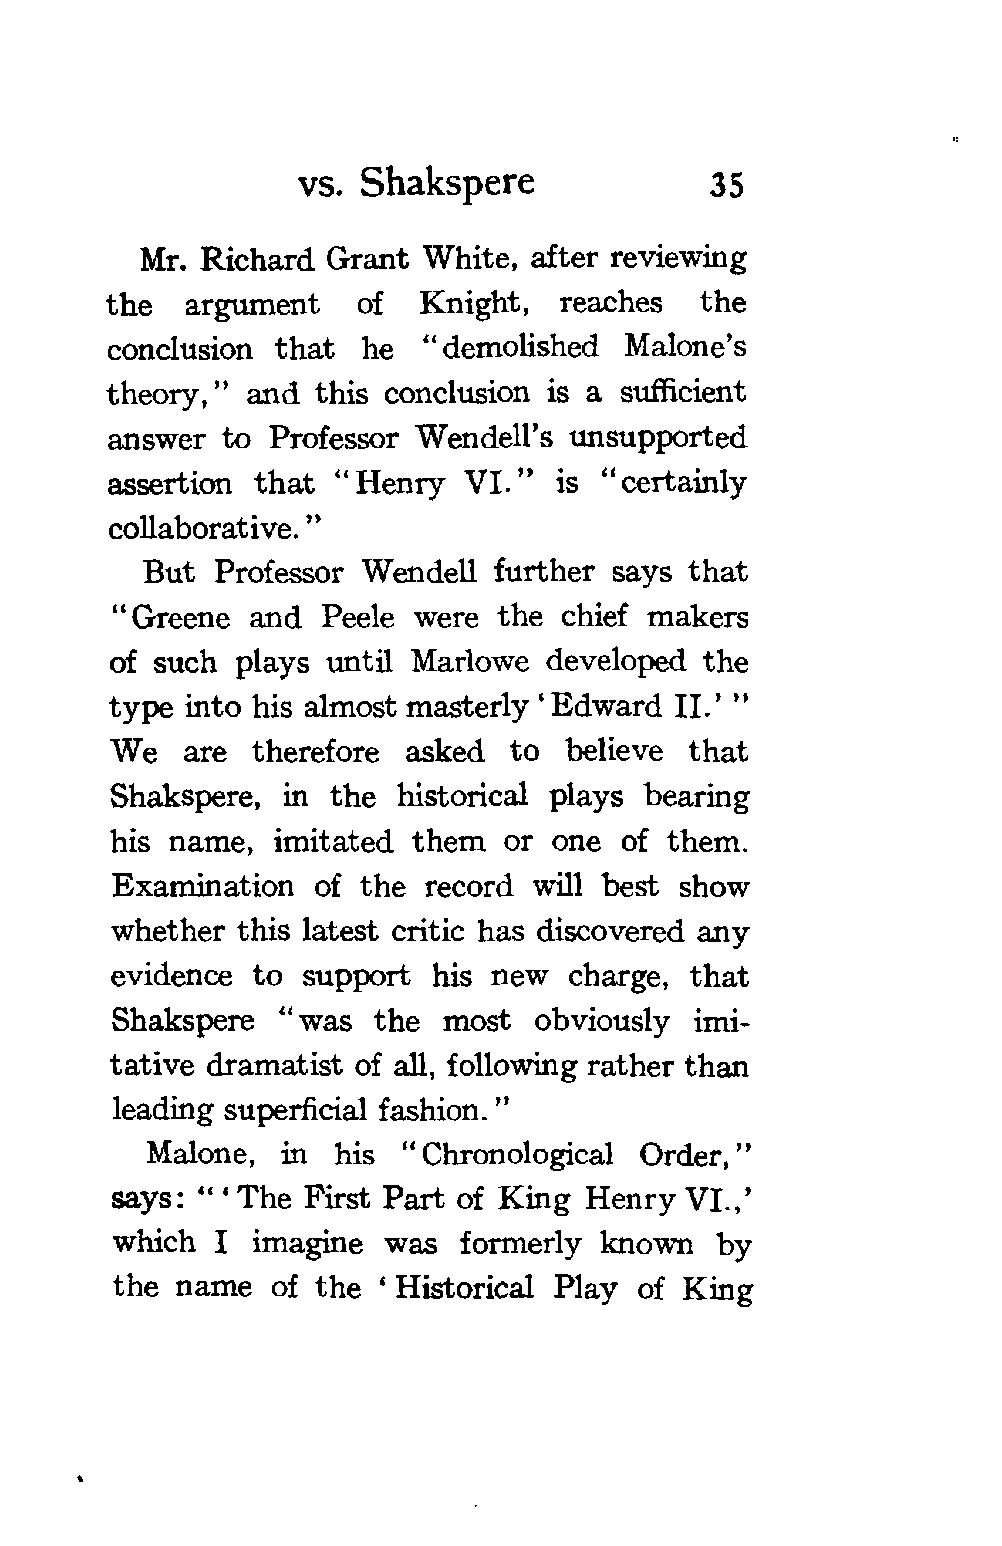 vs. Shakspere 35
Mr. Richard Grant White, after reviewing
the argument of Knight, reaches the
conclusion that he "demolished Malone's
theory," and this conclusion is a sufficient
answer to Professor Wendell's unsupported
assertion that "Henry VI." is "certainly
collaborative."
But Professor Wendell further says that
"Greene and Peele were the chief makers
of such plays until Marlowe developed the
type into his almost masterly 'Edward II.' "
We are therefore asked to believe that
Shakspere, in the historical plays bearing
his name, imitated them or one of them.
Examination of the record will best show
whether this latest critic has discovered any
evidence to support his new charge, that
Shakspere "was the most obviously imi-
tative dramatist of all, following rather than
leading superficial fashion."
Malone, in his "Chronological Order,"
says: " 'The First Part of King Henry VI.,'
which I imagine was formerly known by
the name of the 'Historical Play of King